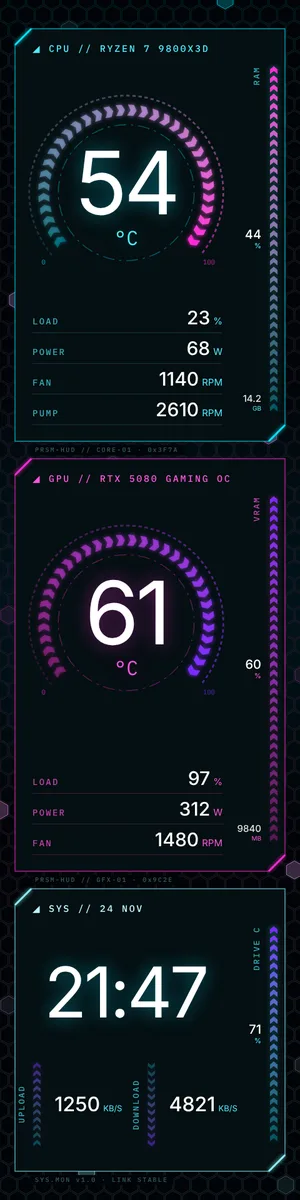 CPU // RYZEN 7 9800X3D
RAM
54
°C
0
100
44
%
LOAD 23 %
POWER 68 W
FAN 1140 RPM
PUMP 2610 RPM
14.2
GB
PRSM-HUD // CORE-01 · 0x3F7A
GPU // RTX 5080 GAMING OC
VRAM
61
°C
0
100
60
%
LOAD 97 %
POWER 312 W
FAN 1480 RPM
9840
MB
PRSM-HUD // GFX-01 · 0x9C2E
SYS // 24 NOV
DRIVE C
21:47
71
%
UPLOAD
1250 KB/S
DOWNLOAD
4821 KB/S
SYS.MON v1.0 · LINK STABLE